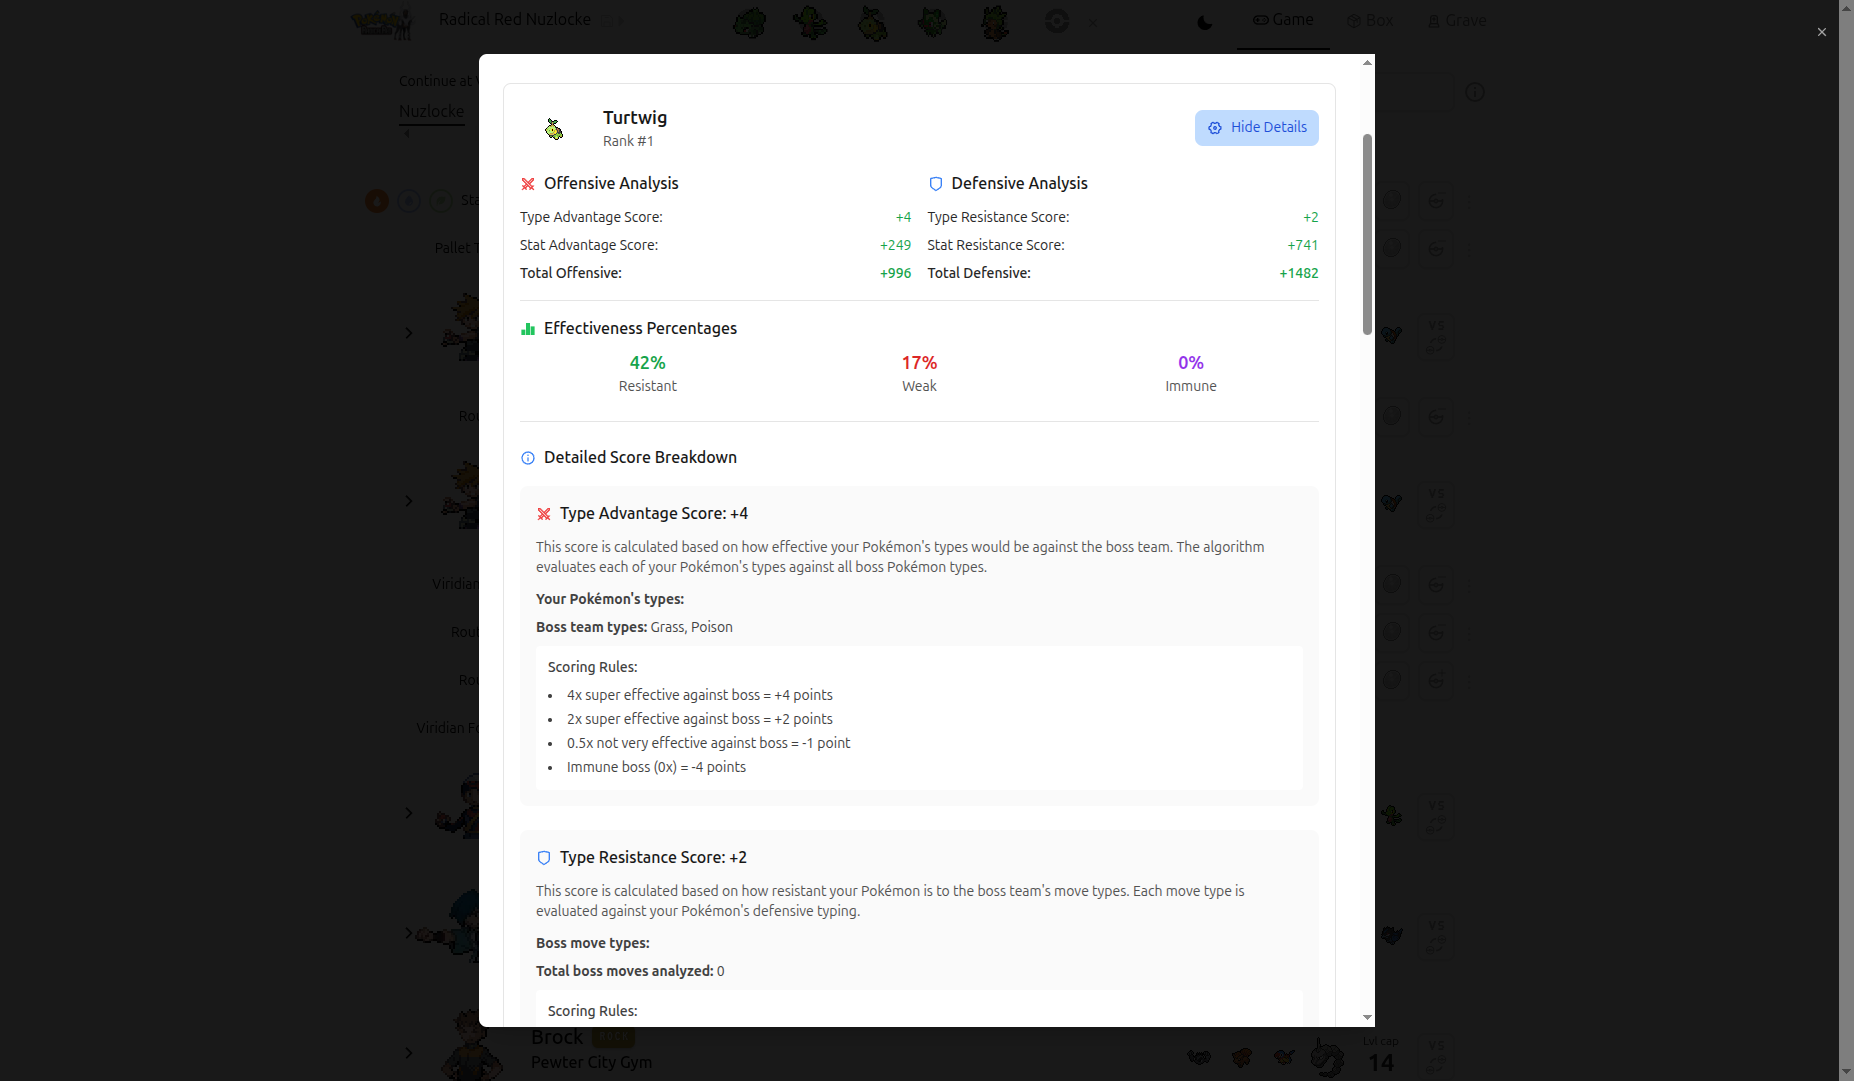 Radical Red Nuzlocke
Game
Box
Grave
Continue at
Nuzlocke
Turtwig
Rank #1
Hide Details
Offensive Analysis
Defensive Analysis
Type Advantage Score:
+4
Type Resistance Score:
+2
Stat Advantage Score:
+249
Stat Resistance Score:
+741
Total Offensive:
+996
Total Defensive:
+1482
Effectiveness Percentages
42%
17%
0%
Resistant
Weak
Immune
Detailed Score Breakdown
Type Advantage Score: +4
This score is calculated based on how effective your Pokémon's types would be against the boss team. The algorithm
evaluates each of your Pokémon's types against all boss Pokémon types.
Your Pokémon's types:
Boss team types: Grass, Poison
Scoring Rules:
• 4x super effective against boss = +4 points
• 2x super effective against boss = +2 points
• 0.5x not very effective against boss = -1 point
• Immune boss (0x) = -4 points
Type Resistance Score: +2
This score is calculated based on how resistant your Pokémon is to the boss team's move types. Each move type is
evaluated against your Pokémon's defensive typing.
Boss move types:
Total boss moves analyzed: 0
Scoring Rules:
Pallet
Viridian
Viridian
VS
VS
VS
VS
Brock
Pewter City Gym
Lvl cap
14
VS